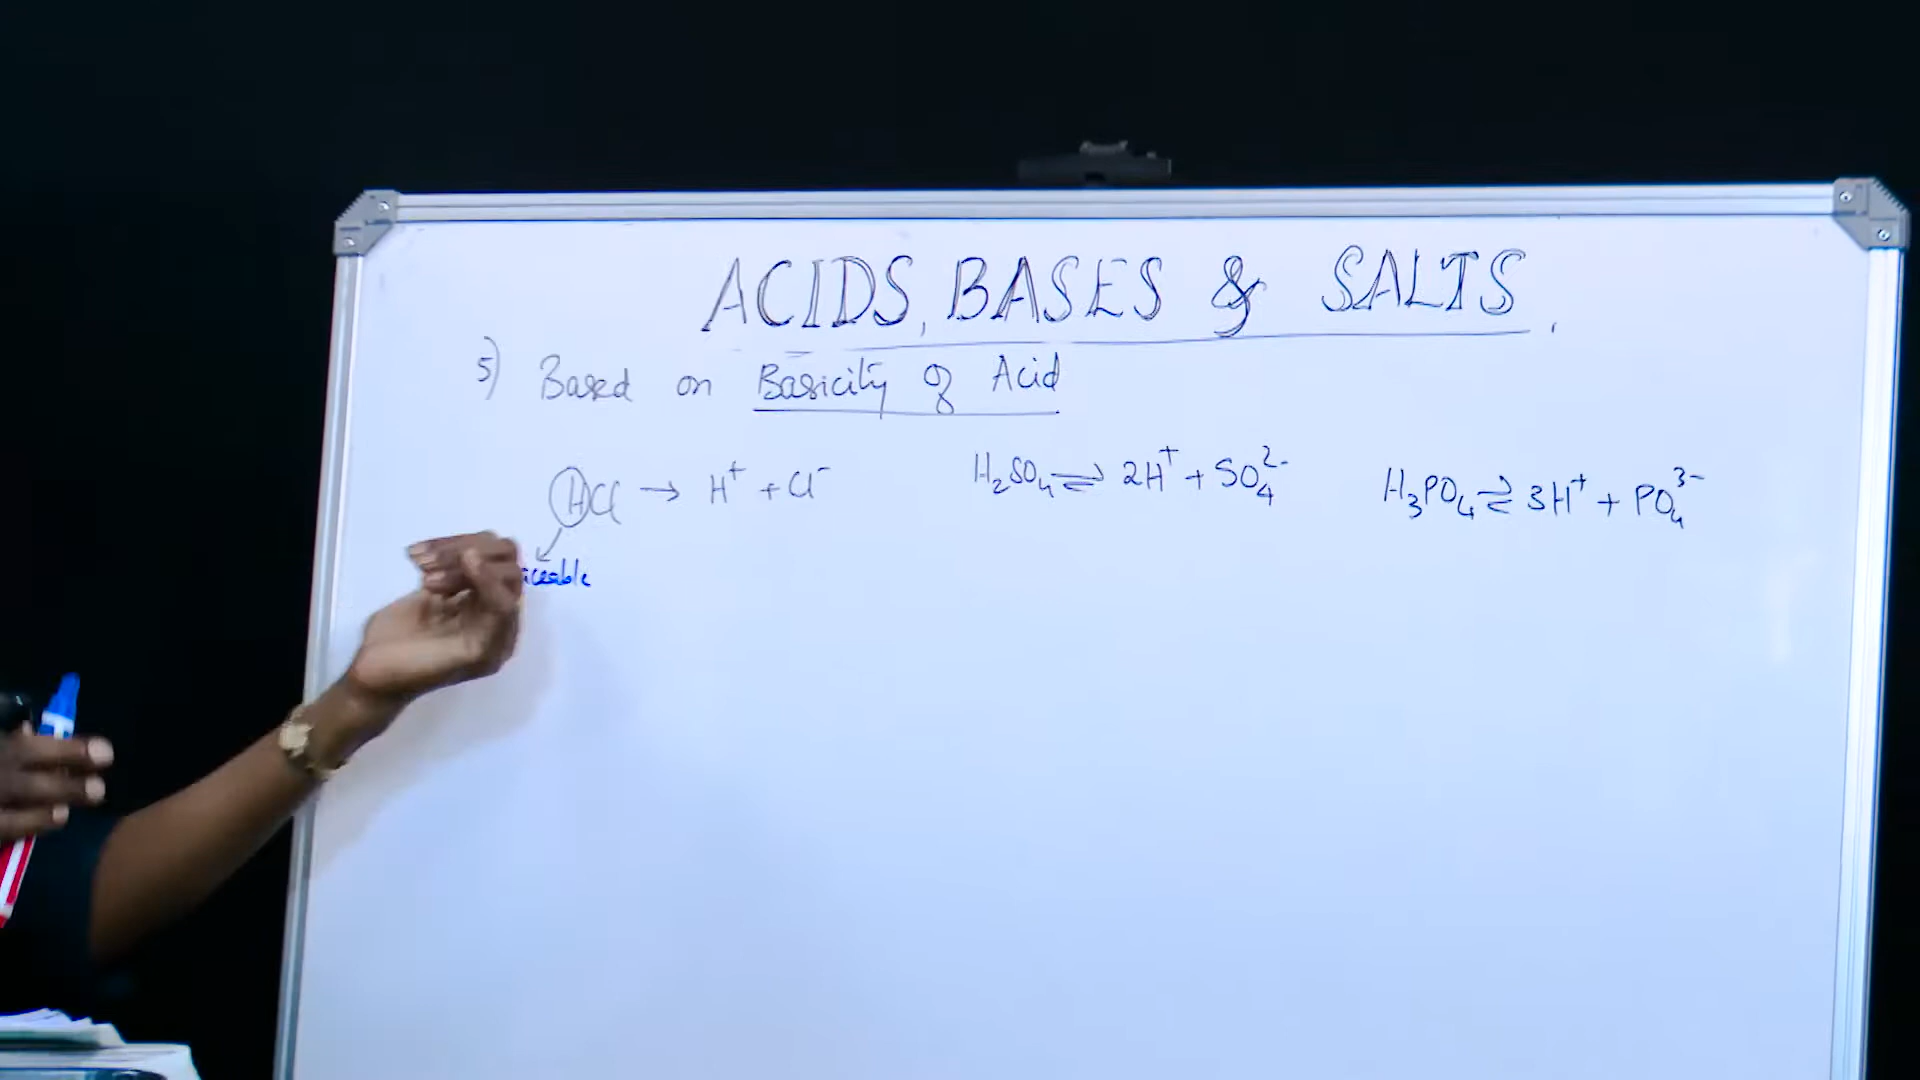 ACIDS, BASES & SALTS.
5) Based on Basicity of Acid
HCl → H⁺ + Cl⁻
H₂SO₄ ⇌ 2H⁺ + SO₄²⁻
H₃PO₄ ⇌ 3H⁺ + PO₄³⁻